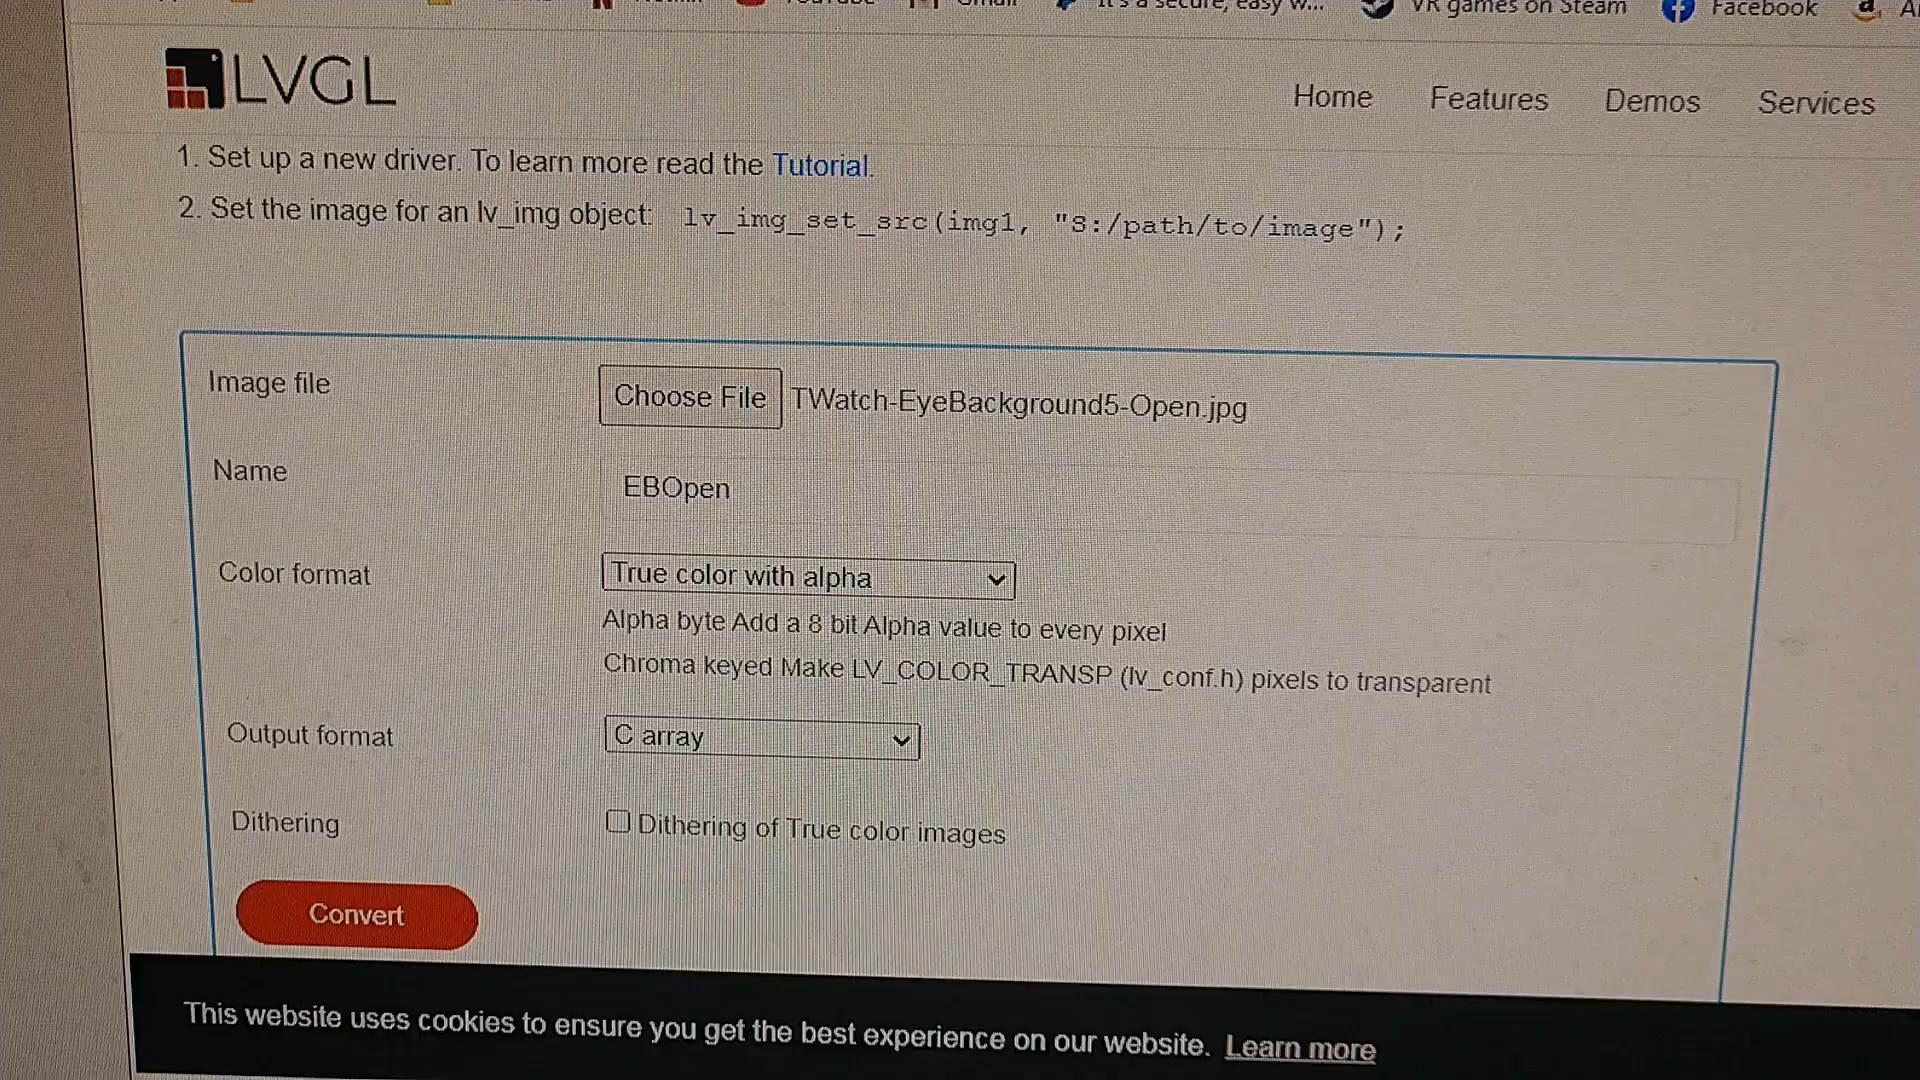 It's a secure, easy w...
VR games on Steam
Facebook
LVGL
Home
Features
Demos
Services
1. Set up a new driver. To learn more read the Tutorial.
2. Set the image for an lv_img object: lv_img_set_src(img1, "S:/path/to/image");
Image file
Choose File TWatch-EyeBackground5-Open.jpg
Name
EBOpen
Color format
True color with alpha
Alpha byte Add a 8 bit Alpha value to every pixel
Chroma keyed Make LV_COLOR_TRANSP (lv_conf.h) pixels to transparent
Output format
C array
Dithering
Dithering of True color images
Convert
This website uses cookies to ensure you get the best experience on our website. Learn more